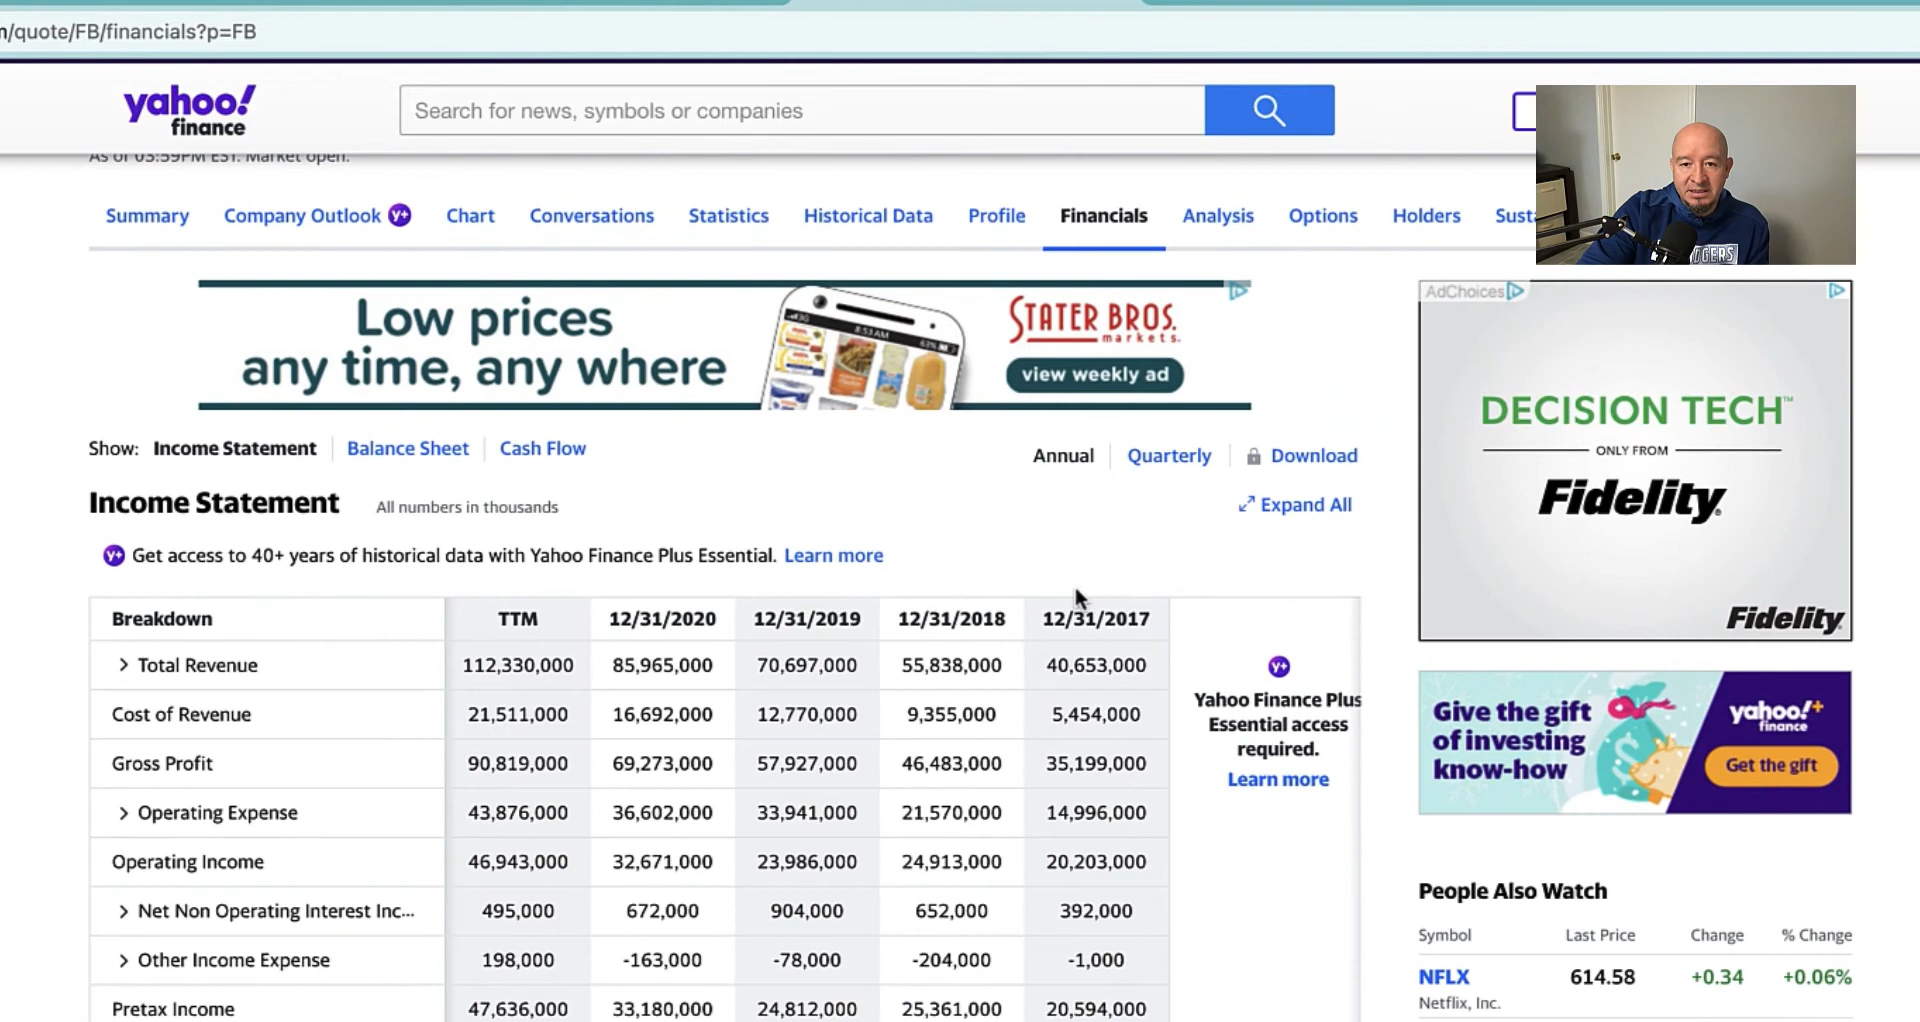 /quote/FB/financials?p=FB
yahoo!
finance
Search for news, symbols or companies
As of 03:59PM EST. Market open.
Summary Company Outlook y+ Chart Conversations Statistics Historical Data Profile Financials Analysis Options Holders Sust
Low prices
any time, any where
8:53 AM
63%
STATER BROS.
markets.
view weekly ad
AdChoices
DECISION TECH™
ONLY FROM
Fidelity
Fidelity
Show: Income Statement Balance Sheet Cash Flow
Annual Quarterly Download
Income Statement All numbers in thousands
Expand All
y+ Get access to 40+ years of historical data with Yahoo Finance Plus Essential. Learn more
Breakdown TTM 12/31/2020 12/31/2019 12/31/2018 12/31/2017
Total Revenue 112,330,000 85,965,000 70,697,000 55,838,000 40,653,000
Cost of Revenue 21,511,000 16,692,000 12,770,000 9,355,000 5,454,000
Gross Profit 90,819,000 69,273,000 57,927,000 46,483,000 35,199,000
Operating Expense 43,876,000 36,602,000 33,941,000 21,570,000 14,996,000
Operating Income 46,943,000 32,671,000 23,986,000 24,913,000 20,203,000
Net Non Operating Interest Inc... 495,000 672,000 904,000 652,000 392,000
Other Income Expense 198,000 -163,000 -78,000 -204,000 -1,000
Pretax Income 47,636,000 33,180,000 24,812,000 25,361,000 20,594,000
y+
Yahoo Finance Plus
Essential access
required.
Learn more
Give the gift
of investing
know-how
yahoo!+
finance
Get the gift
People Also Watch
Symbol Last Price Change % Change
NFLX 614.58 +0.34 +0.06%
Netflix, Inc.